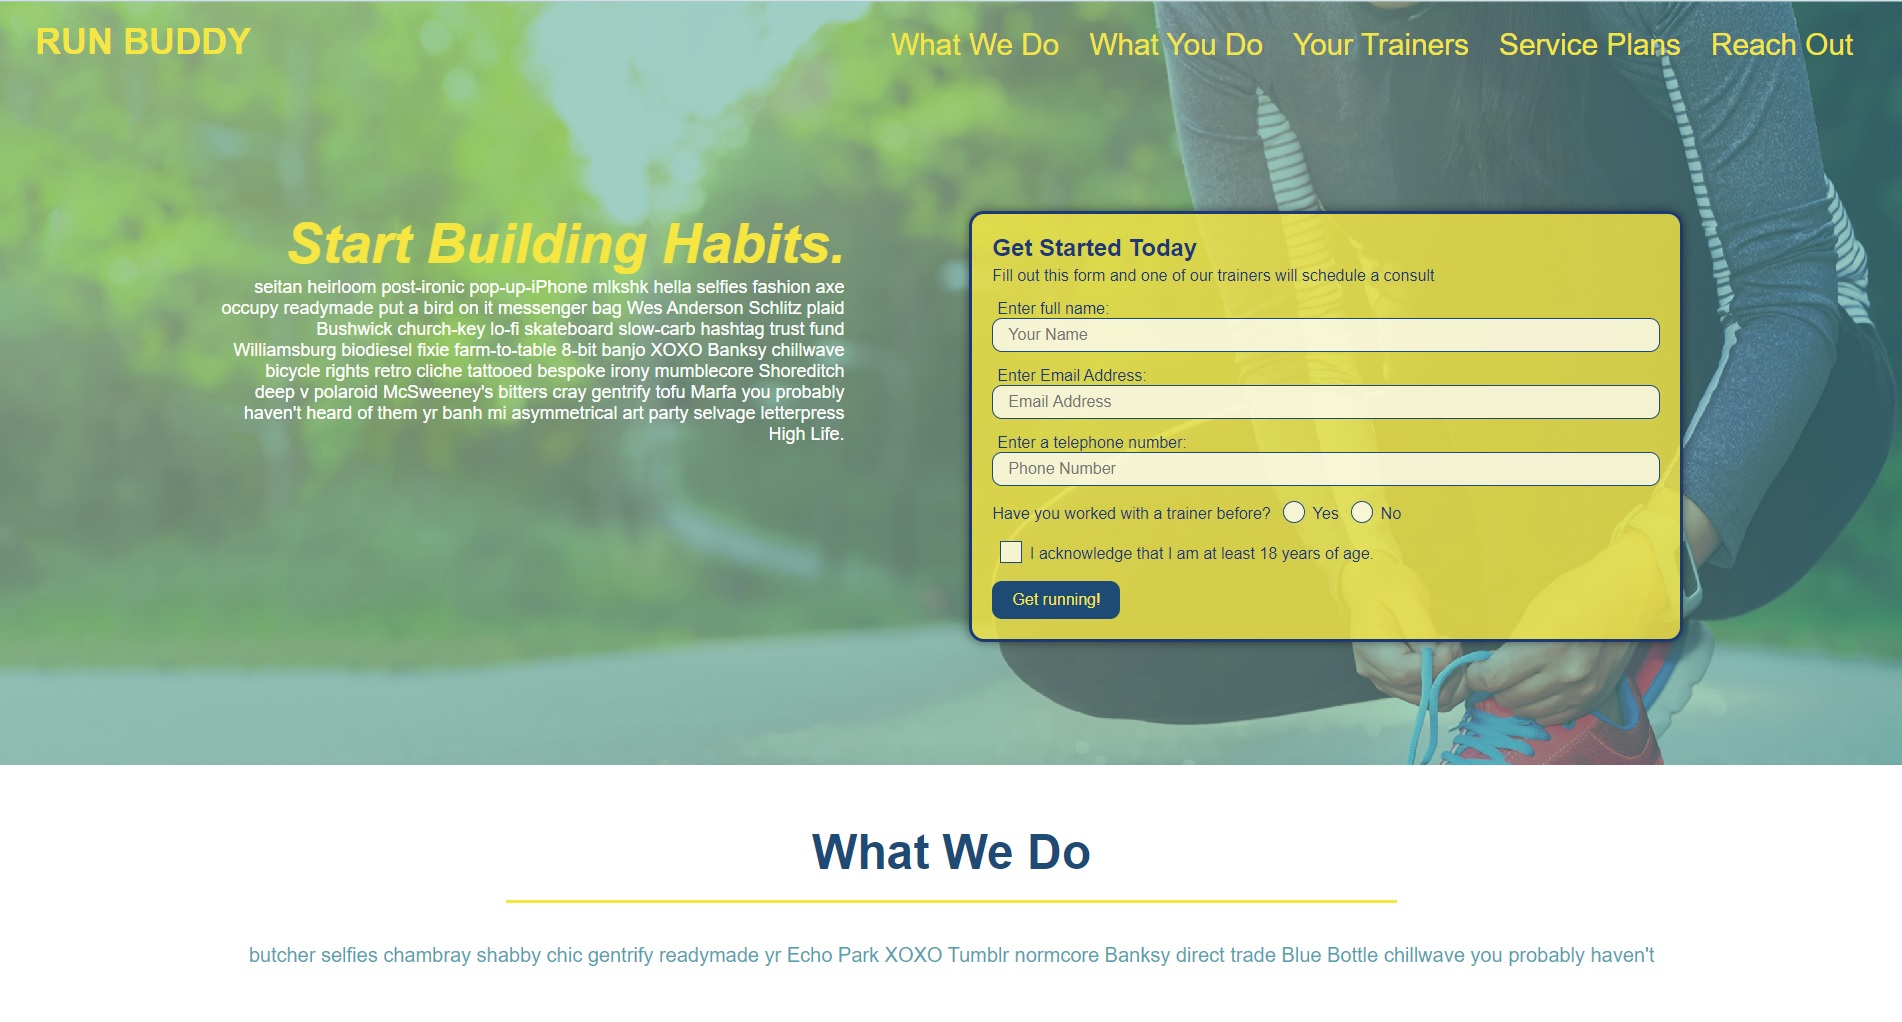 RUN BUDDY
What We Do
What You Do
Your Trainers
Service Plans
Reach Out
Start Building Habits.
seitan heirloom post-ironic pop-up-iPhone mlkshk hella selfies fashion axe
occupy readymade put a bird on it messenger bag Wes Anderson Schlitz plaid
Bushwick church-key lo-fi skateboard slow-carb hashtag trust fund
Williamsburg biodiesel fixie farm-to-table 8-bit banjo XOXO Banksy chillwave
bicycle rights retro cliche tattooed bespoke irony mumblecore Shoreditch
deep v polaroid McSweeney's bitters cray gentrify tofu Marfa you probably
haven't heard of them yr banh mi asymmetrical art party selvage letterpress
High Life.
Get Started Today
Fill out this form and one of our trainers will schedule a consult
Enter full name:
Your Name
Enter Email Address:
Email Address
Enter a telephone number:
Phone Number
Have you worked with a trainer before? Yes No
I acknowledge that I am at least 18 years of age.
Get running!
What We Do
butcher selfies chambray shabby chic gentrify readymade yr Echo Park XOXO Tumblr normcore Banksy direct trade Blue Bottle chillwave you probably haven't